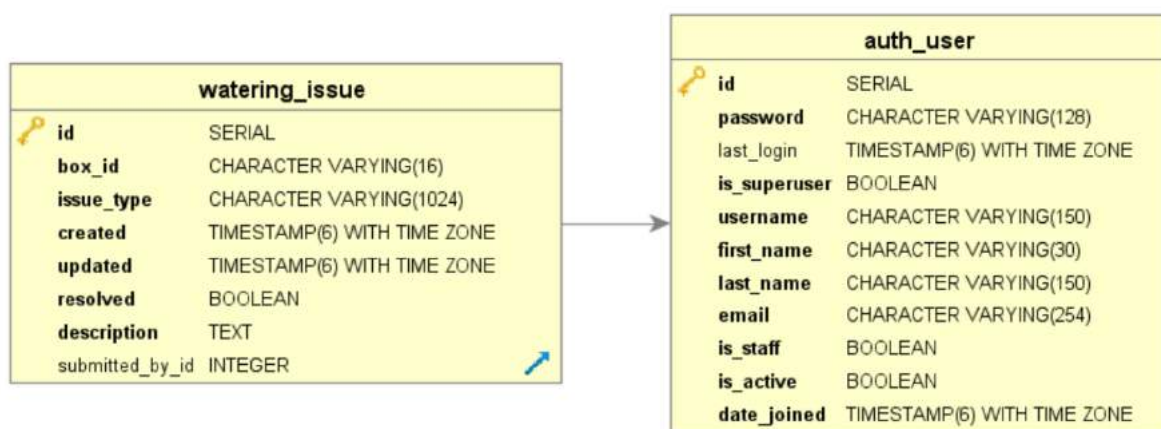 watering_issue
id SERIAL
box_id CHARACTER VARYING(16)
issue_type CHARACTER VARYING(1024)
created TIMESTAMP(6) WITH TIME ZONE
updated TIMESTAMP(6) WITH TIME ZONE
resolved BOOLEAN
description TEXT
submitted_by_id INTEGER
auth_user
id SERIAL
password CHARACTER VARYING(128)
last_login TIMESTAMP(6) WITH TIME ZONE
is_superuser BOOLEAN
username CHARACTER VARYING(150)
first_name CHARACTER VARYING(30)
last_name CHARACTER VARYING(150)
email CHARACTER VARYING(254)
is_staff BOOLEAN
is_active BOOLEAN
date_joined TIMESTAMP(6) WITH TIME ZONE